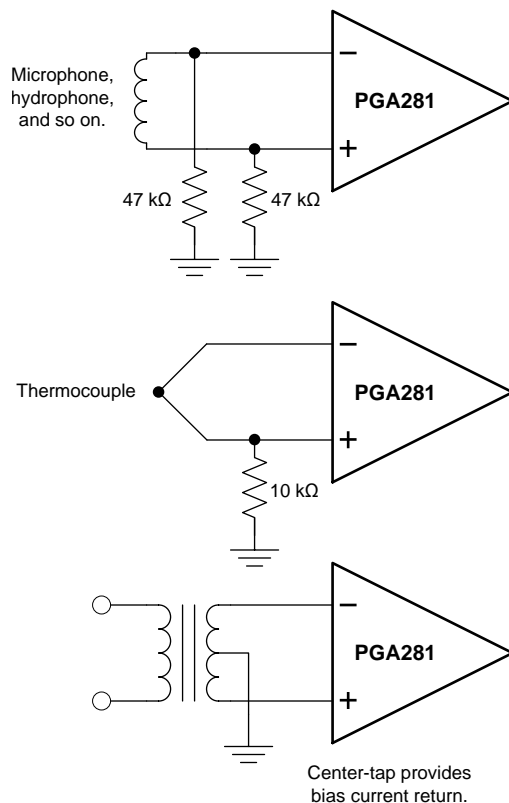 Microphone,
hydrophone,
and so on.
PGA281
−
+
47 kΩ
47 kΩ
Thermocouple
PGA281
−
+
10 kΩ
PGA281
−
+
Center-tap provides
bias current return.